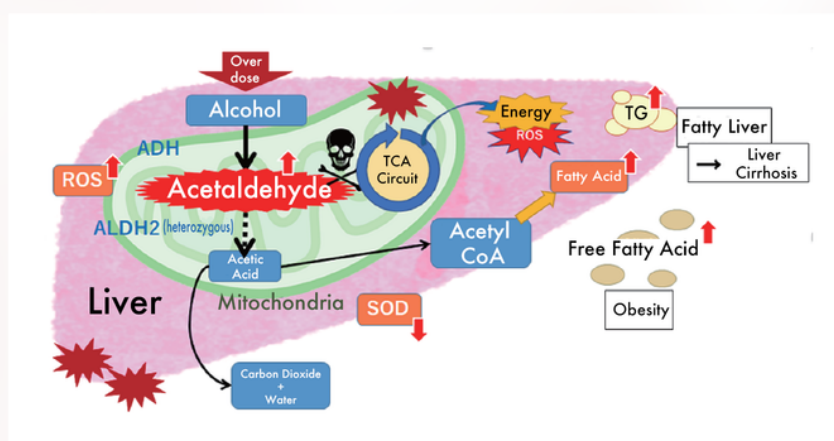 Over
dose
Alcohol
ADH
ROS
Acetaldehyde
TCA
Circuit
Energy
ROS
TG
Fatty Liver
→ Liver
Cirrhosis
Fatty Acid
ALDH2 (heterozygous)
Acetic
Acid
Acetyl
CoA
Free Fatty Acid
Obesity
Liver
Mitochondria
SOD
Carbon Dioxide
+
Water